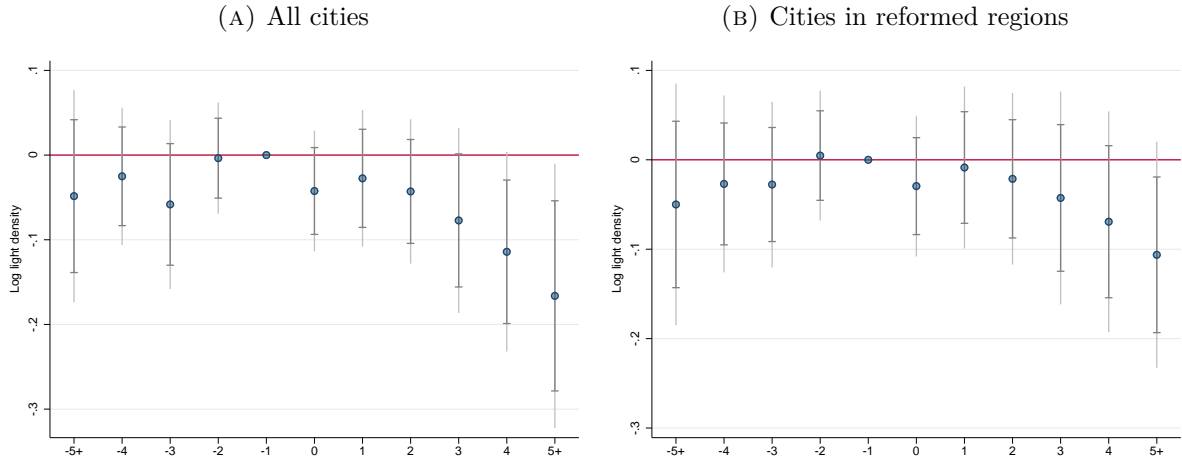 (A) All cities
(B) Cities in reformed regions
.1
0
-.1
-.2
-.3
Log light density
-5+ -4 -3 -2 -1 0 1 2 3 4 5+
.1
0
-.1
-.2
-.3
Log light density
-5+ -4 -3 -2 -1 0 1 2 3 4 5+